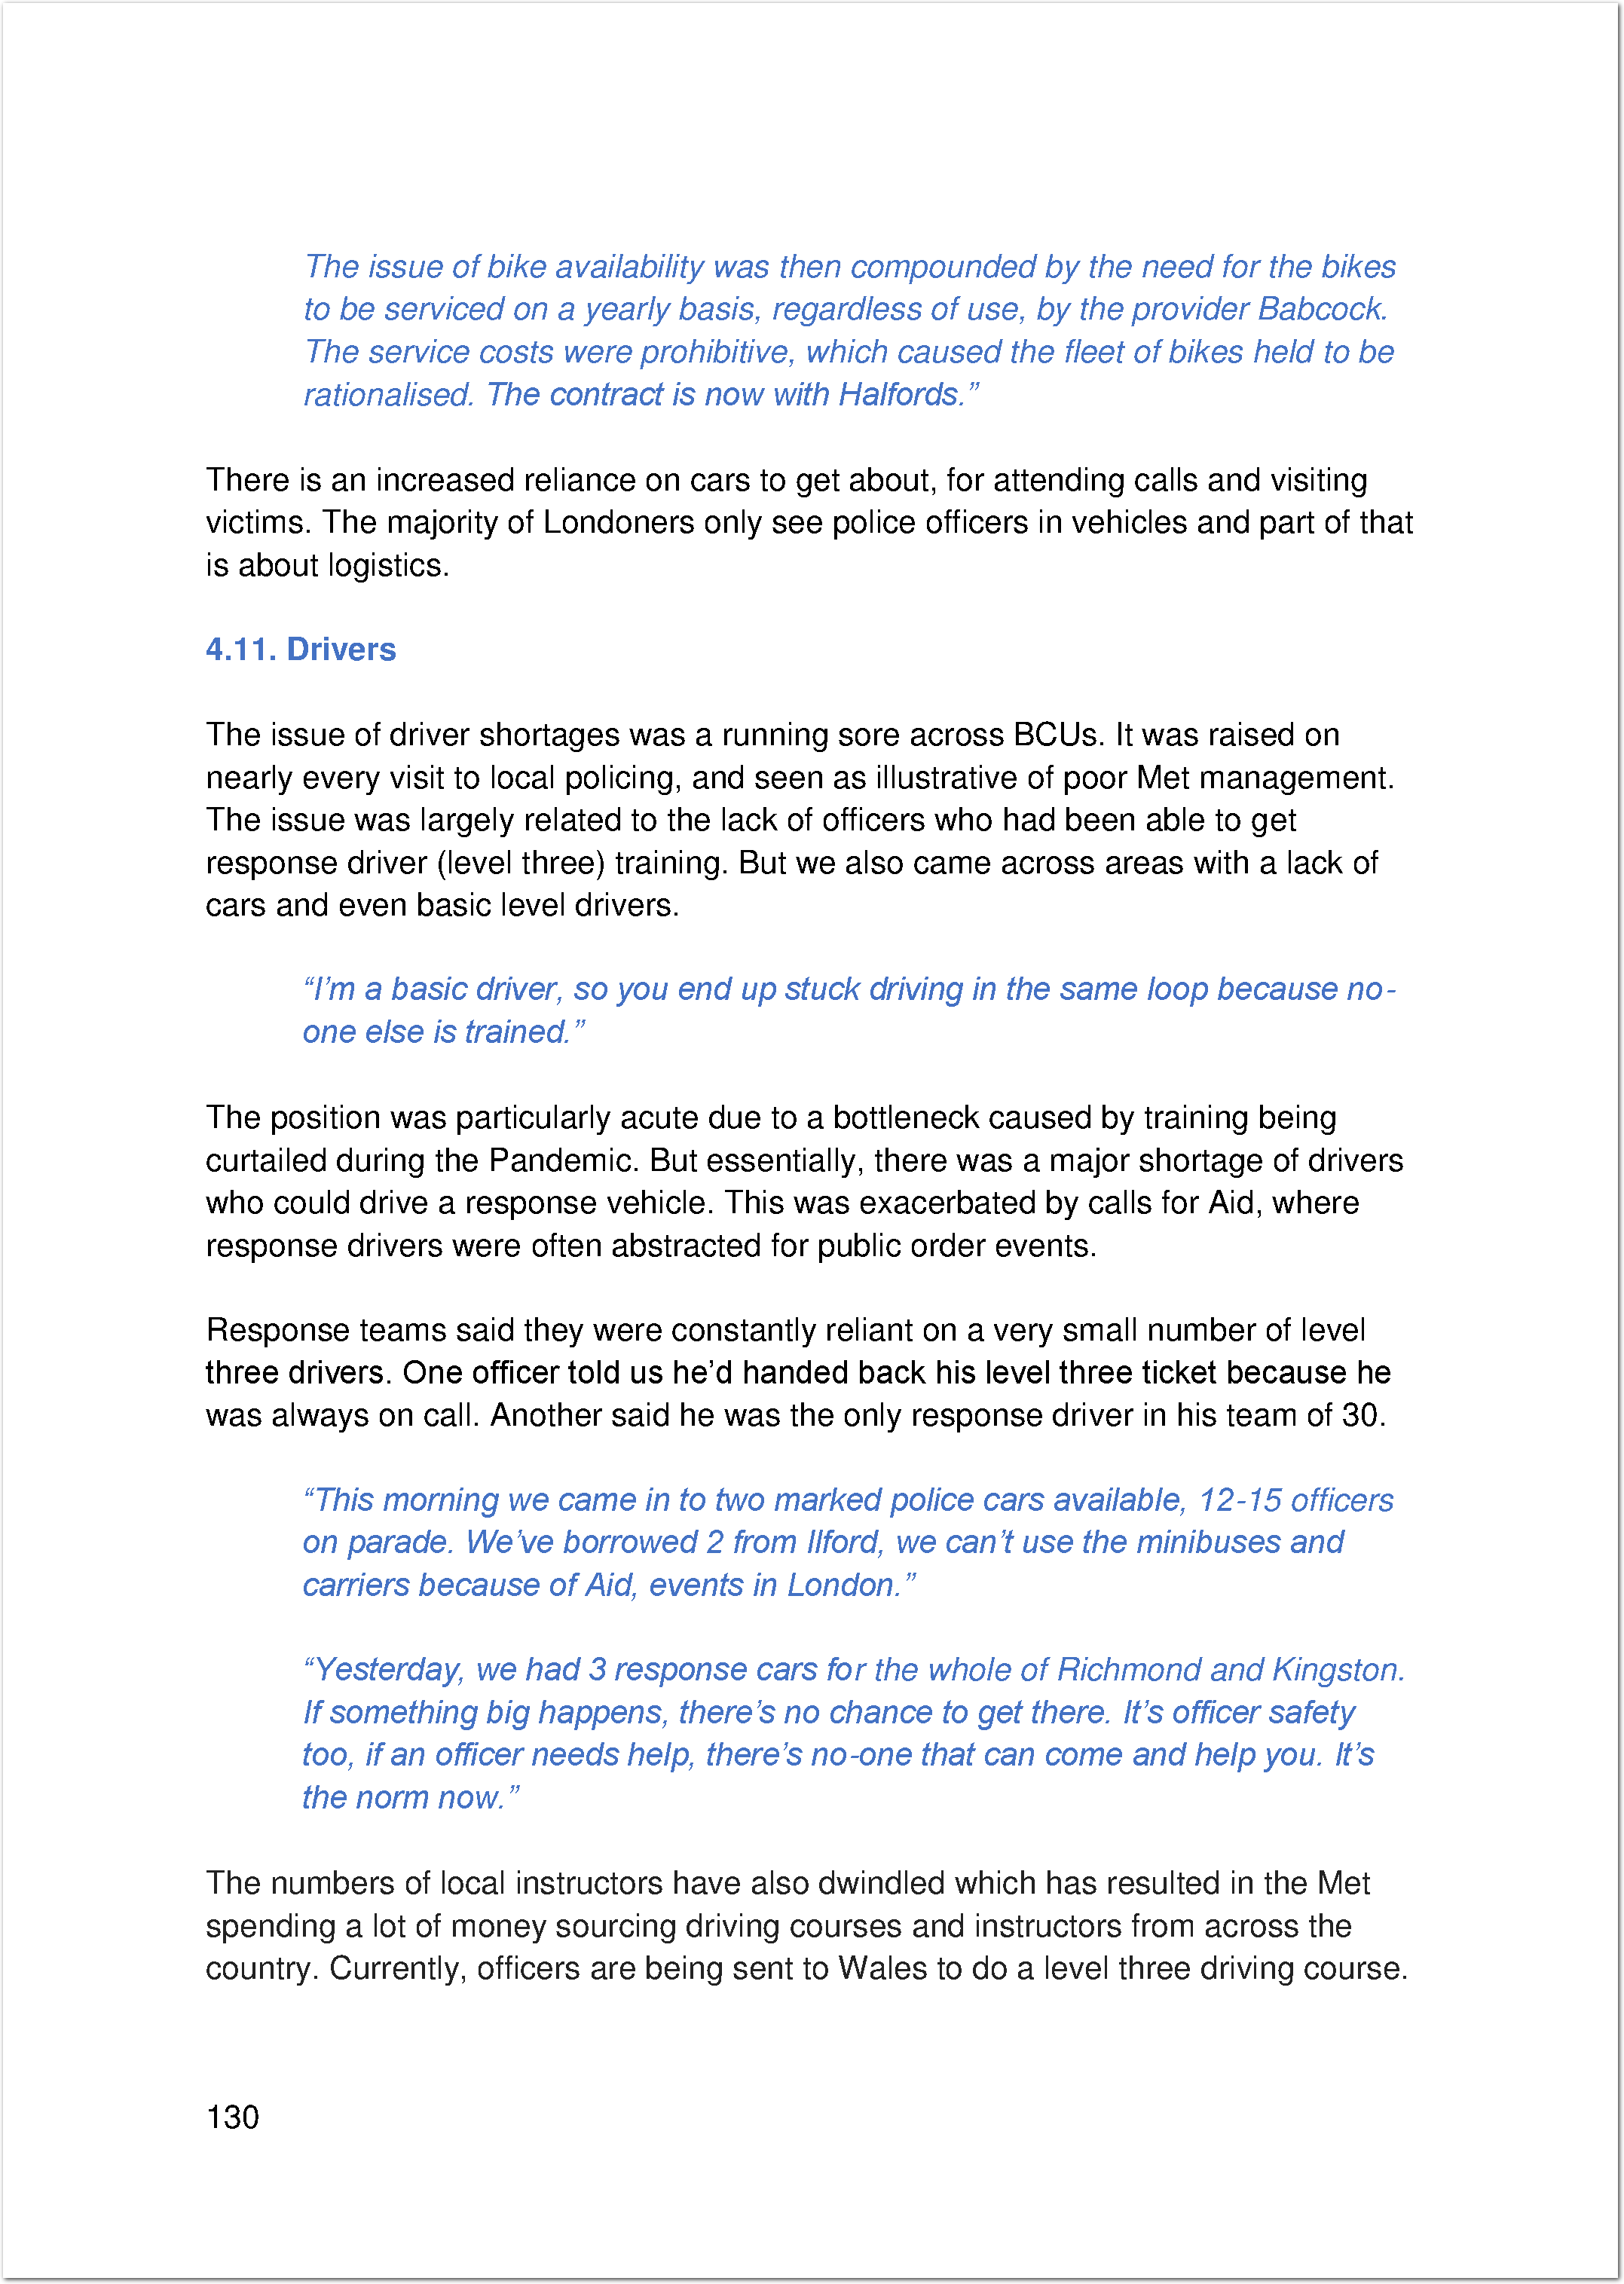 The issue of bike availability was then compounded by the need for the bikes
to be serviced on a yearly basis, regardless of use, by the provider Babcock.
The service costs were prohibitive, which caused the fleet of bikes held to be
rationalised. The contract is now with Halfords.”
There is an increased reliance on cars to get about, for attending calls and visiting
victims. The majority of Londoners only see police officers in vehicles and part of that
is about logistics.
4.11. Drivers
The issue of driver shortages was a running sore across BCUs. It was raised on
nearly every visit to local policing, and seen as illustrative of poor Met management.
The issue was largely related to the lack of officers who had been able to get
response driver (level three) training. But we also came across areas with a lack of
cars and even basic level drivers.
“I’m a basic driver, so you end up stuck driving in the same loop because no-
one else is trained.”
The position was particularly acute due to a bottleneck caused by training being
curtailed during the Pandemic. But essentially, there was a major shortage of drivers
who could drive a response vehicle. This was exacerbated by calls for Aid, where
response drivers were often abstracted for public order events.
Response teams said they were constantly reliant on a very small number of level
three drivers. One officer told us he’d handed back his level three ticket because he
was always on call. Another said he was the only response driver in his team of 30.
“This morning we came in to two marked police cars available, 12-15 officers
on parade. We’ve borrowed 2 from Ilford, we can’t use the minibuses and
carriers because of Aid, events in London.”
“Yesterday, we had 3 response cars for the whole of Richmond and Kingston.
If something big happens, there’s no chance to get there. It’s officer safety
too, if an officer needs help, there’s no-one that can come and help you. It’s
the norm now.”
The numbers of local instructors have also dwindled which has resulted in the Met
spending a lot of money sourcing driving courses and instructors from across the
country. Currently, officers are being sent to Wales to do a level three driving course.
130